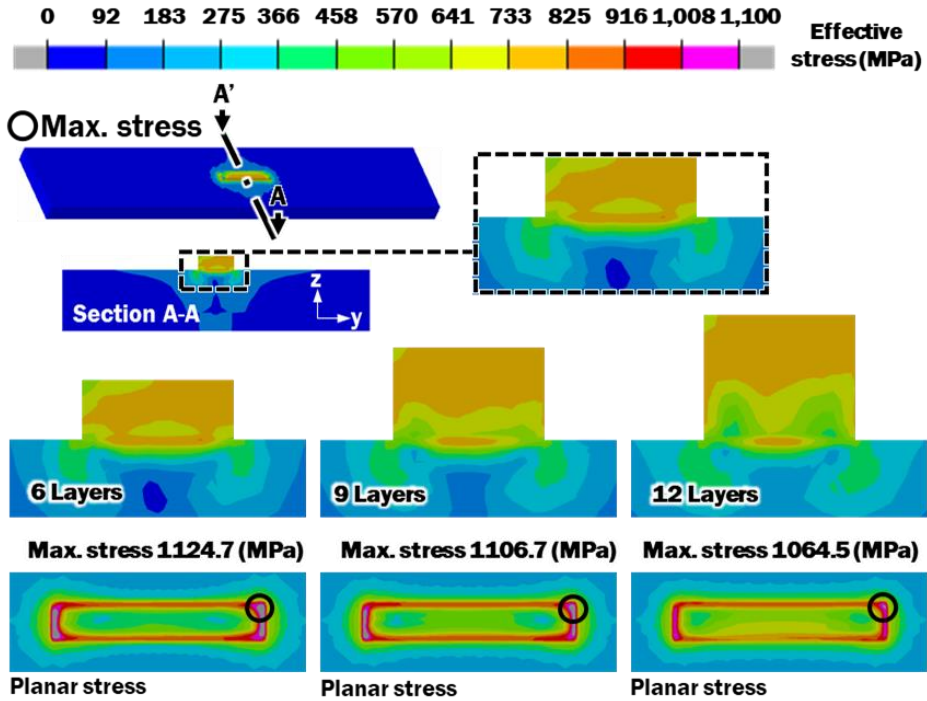 0 92 183 275 366 458 570 641 733 825 916 1,008 1,100
Effective
stress (MPa)
A'
Max. stress
A
Section A-A
z
y
6 Layers
9 Layers
12 Layers
Max. stress 1124.7 (MPa)
Max. stress 1106.7 (MPa)
Max. stress 1064.5 (MPa)
Planar stress
Planar stress
Planar stress